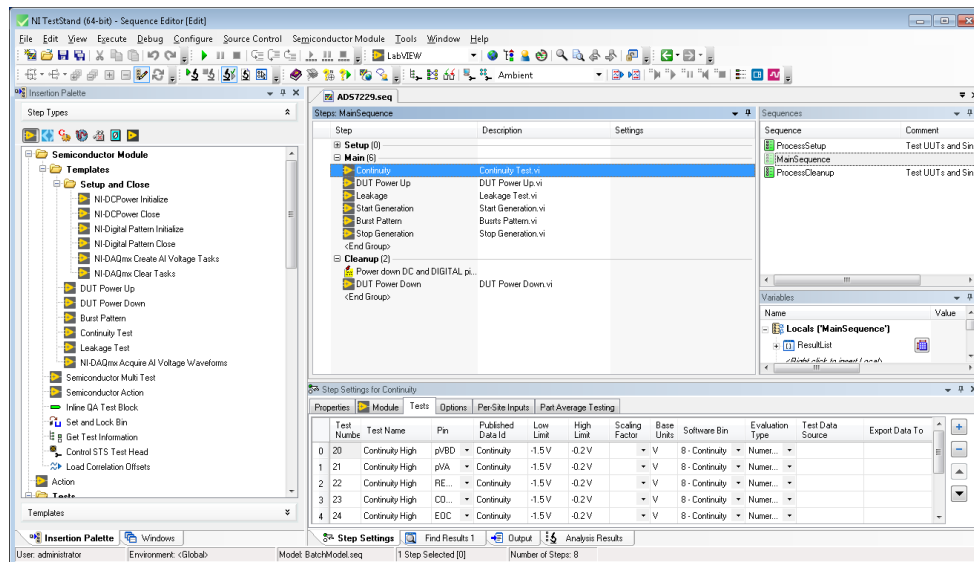 NI TestStand (64-bit) - Sequence Editor [Edit]
File Edit View Execute Debug Configure Source Control Semiconductor Module Tools Window Help
LabVIEW
Ambient
Insertion Palette
Step Types
Semiconductor Module
Templates
Setup and Close
NI-DCPower Initialize
NI-DCPower Close
NI-Digital Pattern Initialize
NI-Digital Pattern Close
NI-DAQmx Create AI Voltage Tasks
NI-DAQmx Clear Tasks
DUT Power Up
DUT Power Down
Burst Pattern
Continuity Test
Leakage Test
NI-DAQmx Acquire AI Voltage Waveforms
Semiconductor Multi Test
Semiconductor Action
Inline QA Test Block
Set and Lock Bin
Get Test Information
Control STS Test Head
Load Correlation Offsets
Action
Tests
Templates
Insertion Palette Windows
ADS7229.seq
Steps: MainSequence
Step Description Settings
Setup (0)
Main (6)
Continuity Continuity Test.vi
DUT Power Up DUT Power Up.vi
Leakage Leakage Test.vi
Start Generation Start Generation.vi
Burst Pattern Busrts Pattern.vi
Stop Generation Stop Generation.vi
<End Group>
Cleanup (2)
Power down DC and DIGITAL pi...
DUT Power Down DUT Power Down.vi
<End Group>
Sequences
Sequence Comment
ProcessSetup Test UUTs and Sin
MainSequence
ProcessCleanup Test UUTs and Sin
Variables
Name Value
Locals ('MainSequence')
ResultList
<Right click to insert Local>
Step Settings for Continuity
Properties Module Tests Options Per-Site Inputs Part Average Testing
Test Numbe Test Name Pin Published Data Id Low Limit High Limit Scaling Factor Base Units Software Bin Evaluation Type Test Data Source Export Data To
0 20 Continuity High pVBD Continuity -1.5 V -0.2 V V 8 - Continuity Numer...
1 21 Continuity High pVA Continuity -1.5 V -0.2 V V 8 - Continuity Numer...
2 22 Continuity High RE... Continuity -1.5 V -0.2 V V 8 - Continuity Numer...
3 23 Continuity High CO... Continuity -1.5 V -0.2 V V 8 - Continuity Numer...
4 24 Continuity High EOC Continuity -1.5 V -0.2 V V 8 - Continuity Numer...
Step Settings Find Results 1 Output Analysis Results
User: administrator Environment: <Global> Model: BatchModel.seq 1 Step Selected [0] Number of Steps: 8